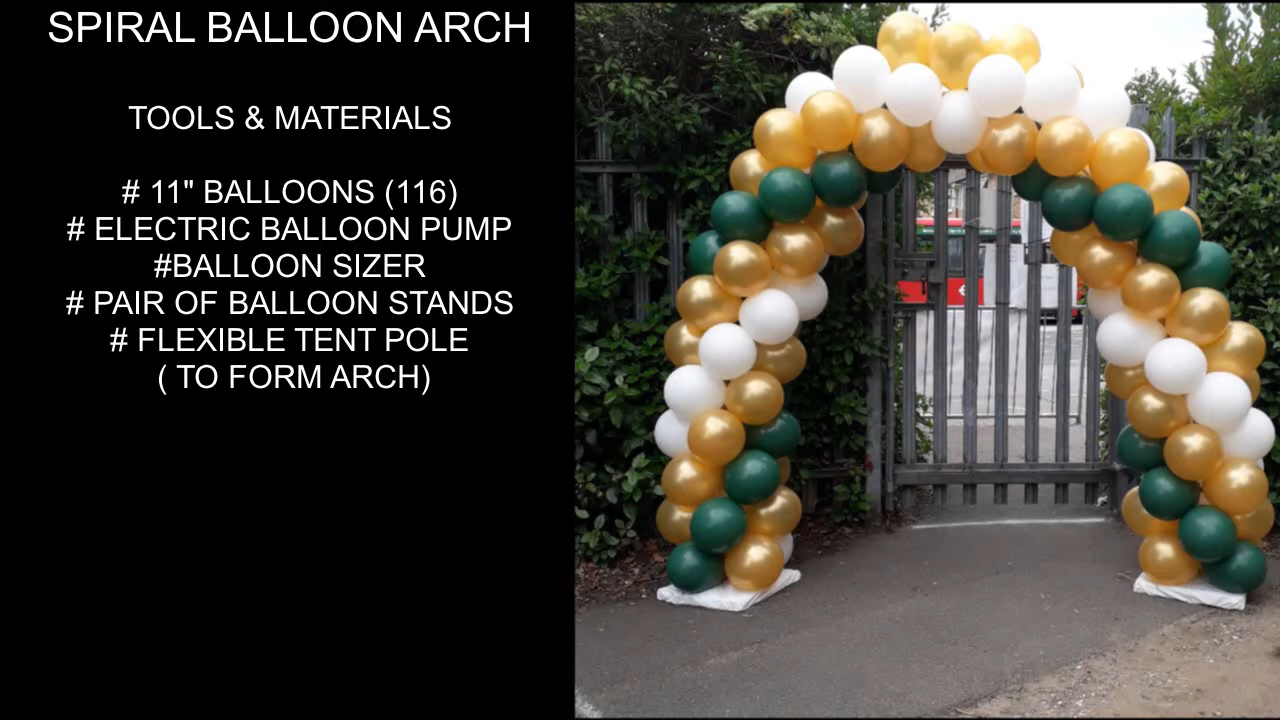 SPIRAL BALLOON ARCH
TOOLS & MATERIALS
# 11" BALLOONS (116)
# ELECTRIC BALLOON PUMP
#BALLOON SIZER
# PAIR OF BALLOON STANDS
# FLEXIBLE TENT POLE
( TO FORM ARCH)